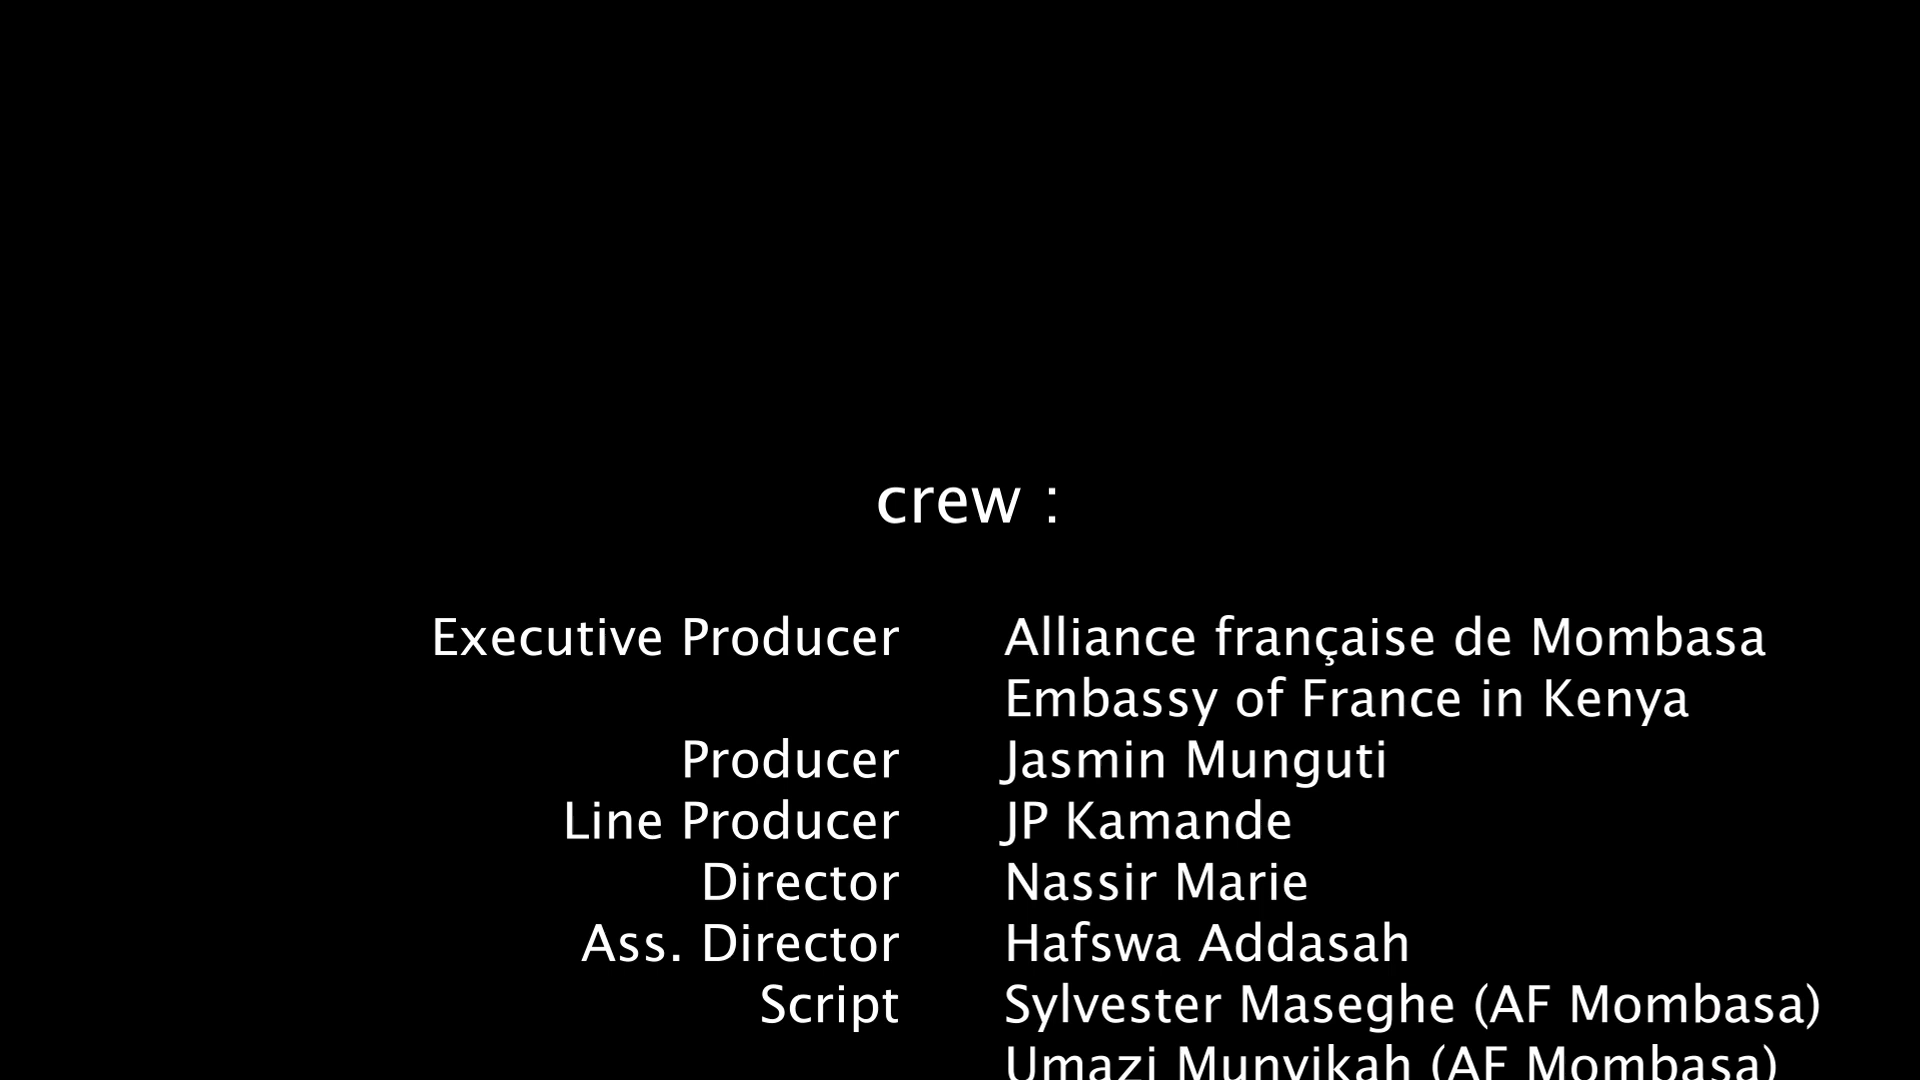 crew :
Executive Producer Alliance française de Mombasa
Embassy of France in Kenya
Producer Jasmin Munguti
Line Producer JP Kamande
Director Nassir Marie
Ass. Director Hafswa Addasah
Script Sylvester Maseghe (AF Mombasa)
Umazi Munyikah (AF Mombasa)